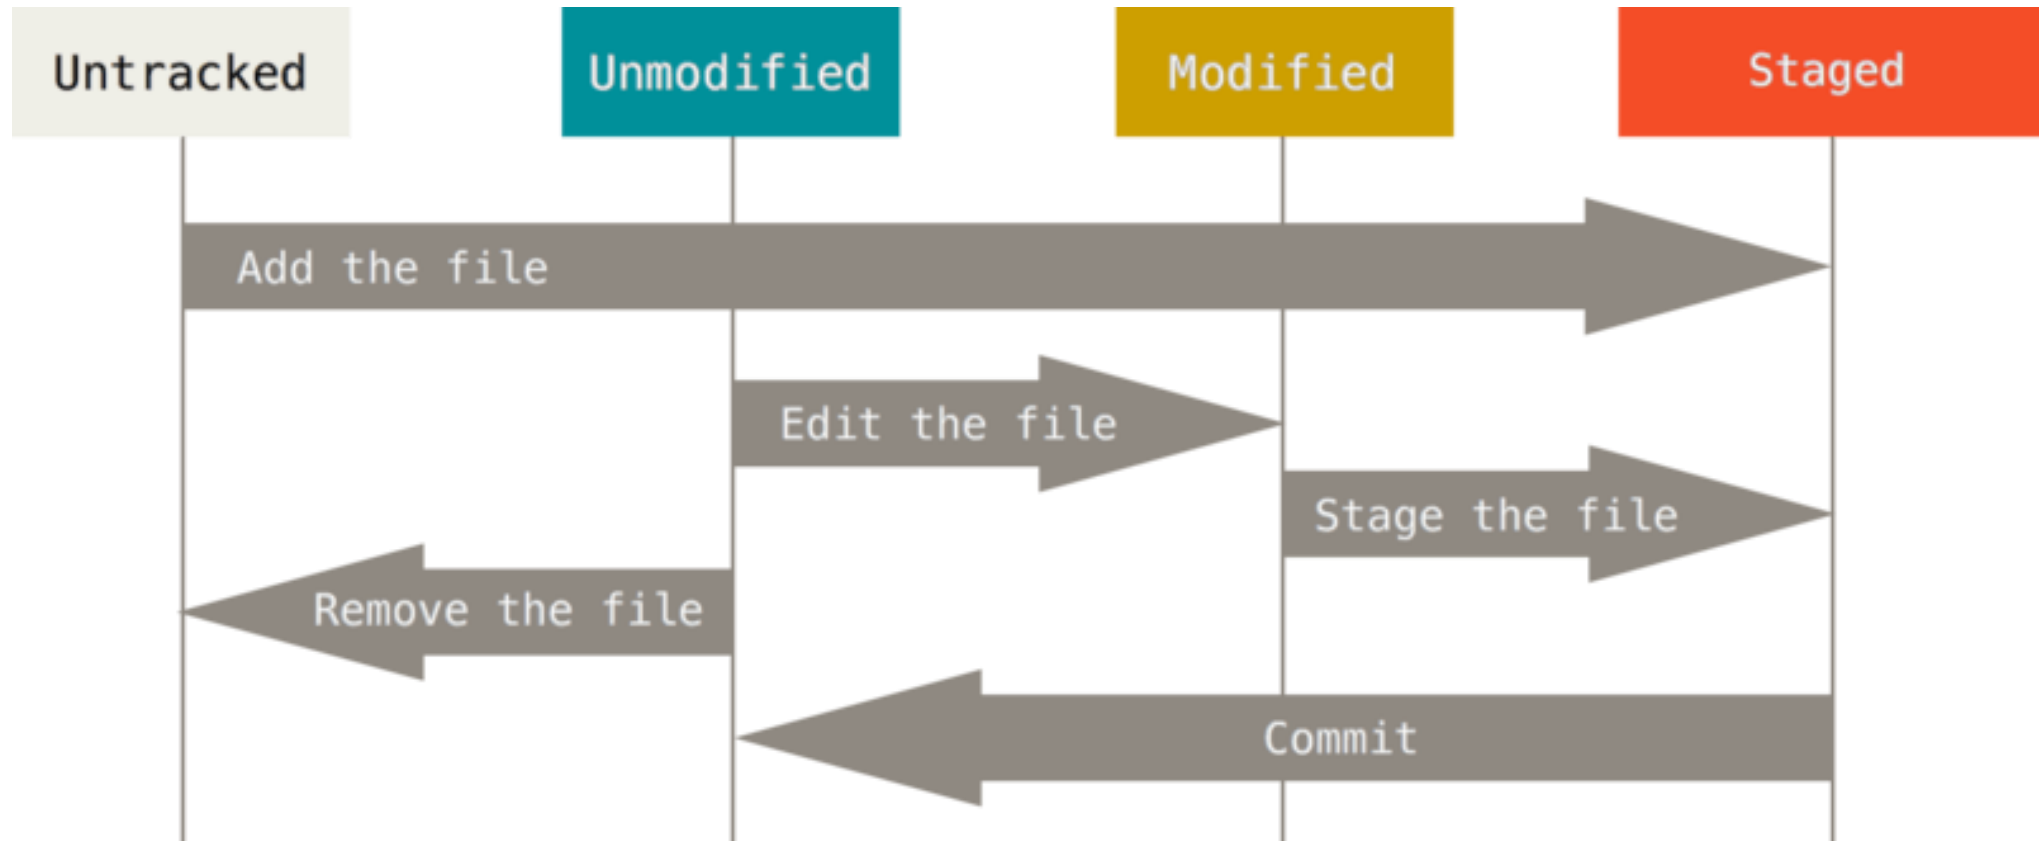 Untracked
Unmodified
Modified
Staged
Add the file
Edit the file
Stage the file
Remove the file
Commit